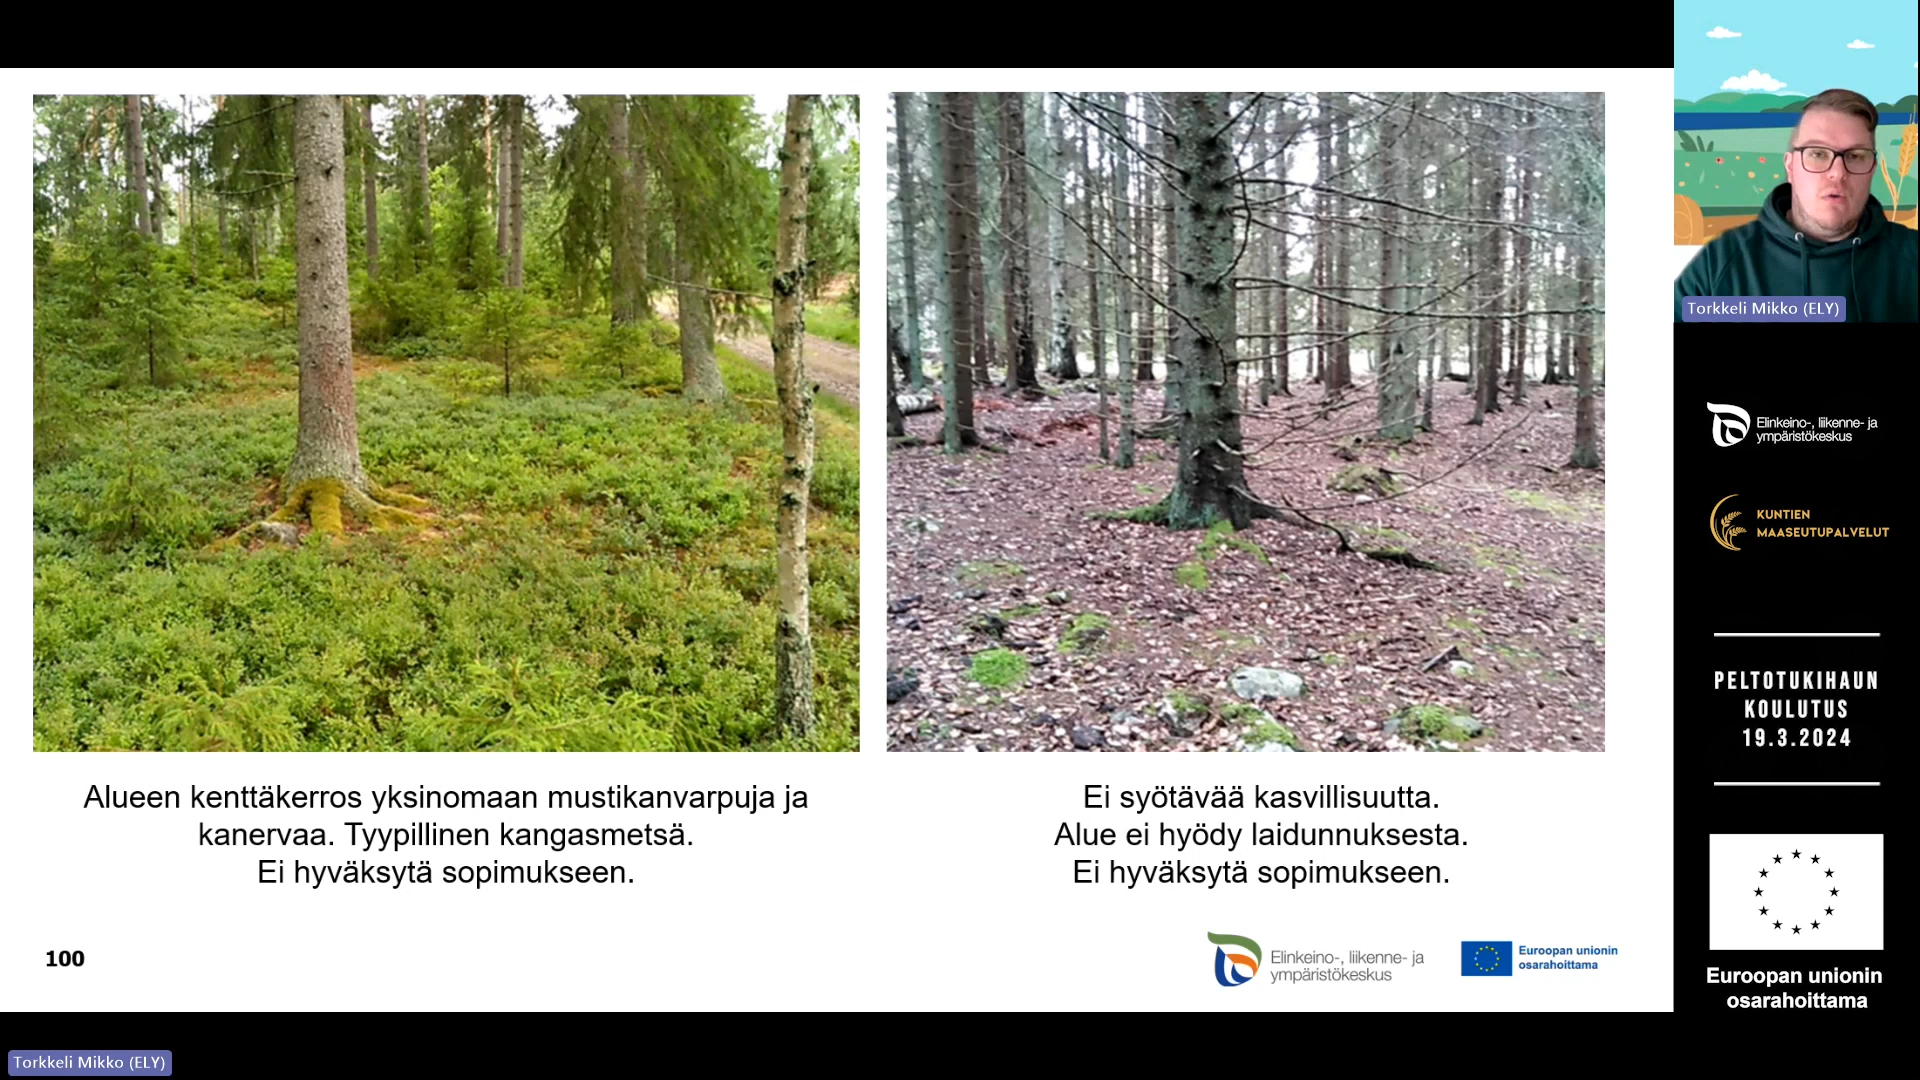 Alueen kenttäkerros yksinomaan mustikanvarpuja ja
kanervaa. Tyypillinen kangasmetsä.
Ei hyväksytä sopimukseen.
Ei syötävää kasvillisuutta.
Alue ei hyödy laidunnuksesta.
Ei hyväksytä sopimukseen.
100
Elinkeino-, liikenne- ja
ympäristökeskus
Euroopan unionin
osarahoittama
Torkkeli Mikko (ELY)
Elinkeino-, liikenne- ja
ympäristökeskus
KUNTIEN
MAASEUTUPALVELUT
PELTOTUKIHAUN
KOULUTUS
19.3.2024
Euroopan unionin
osarahoittama
Torkkeli Mikko (ELY)